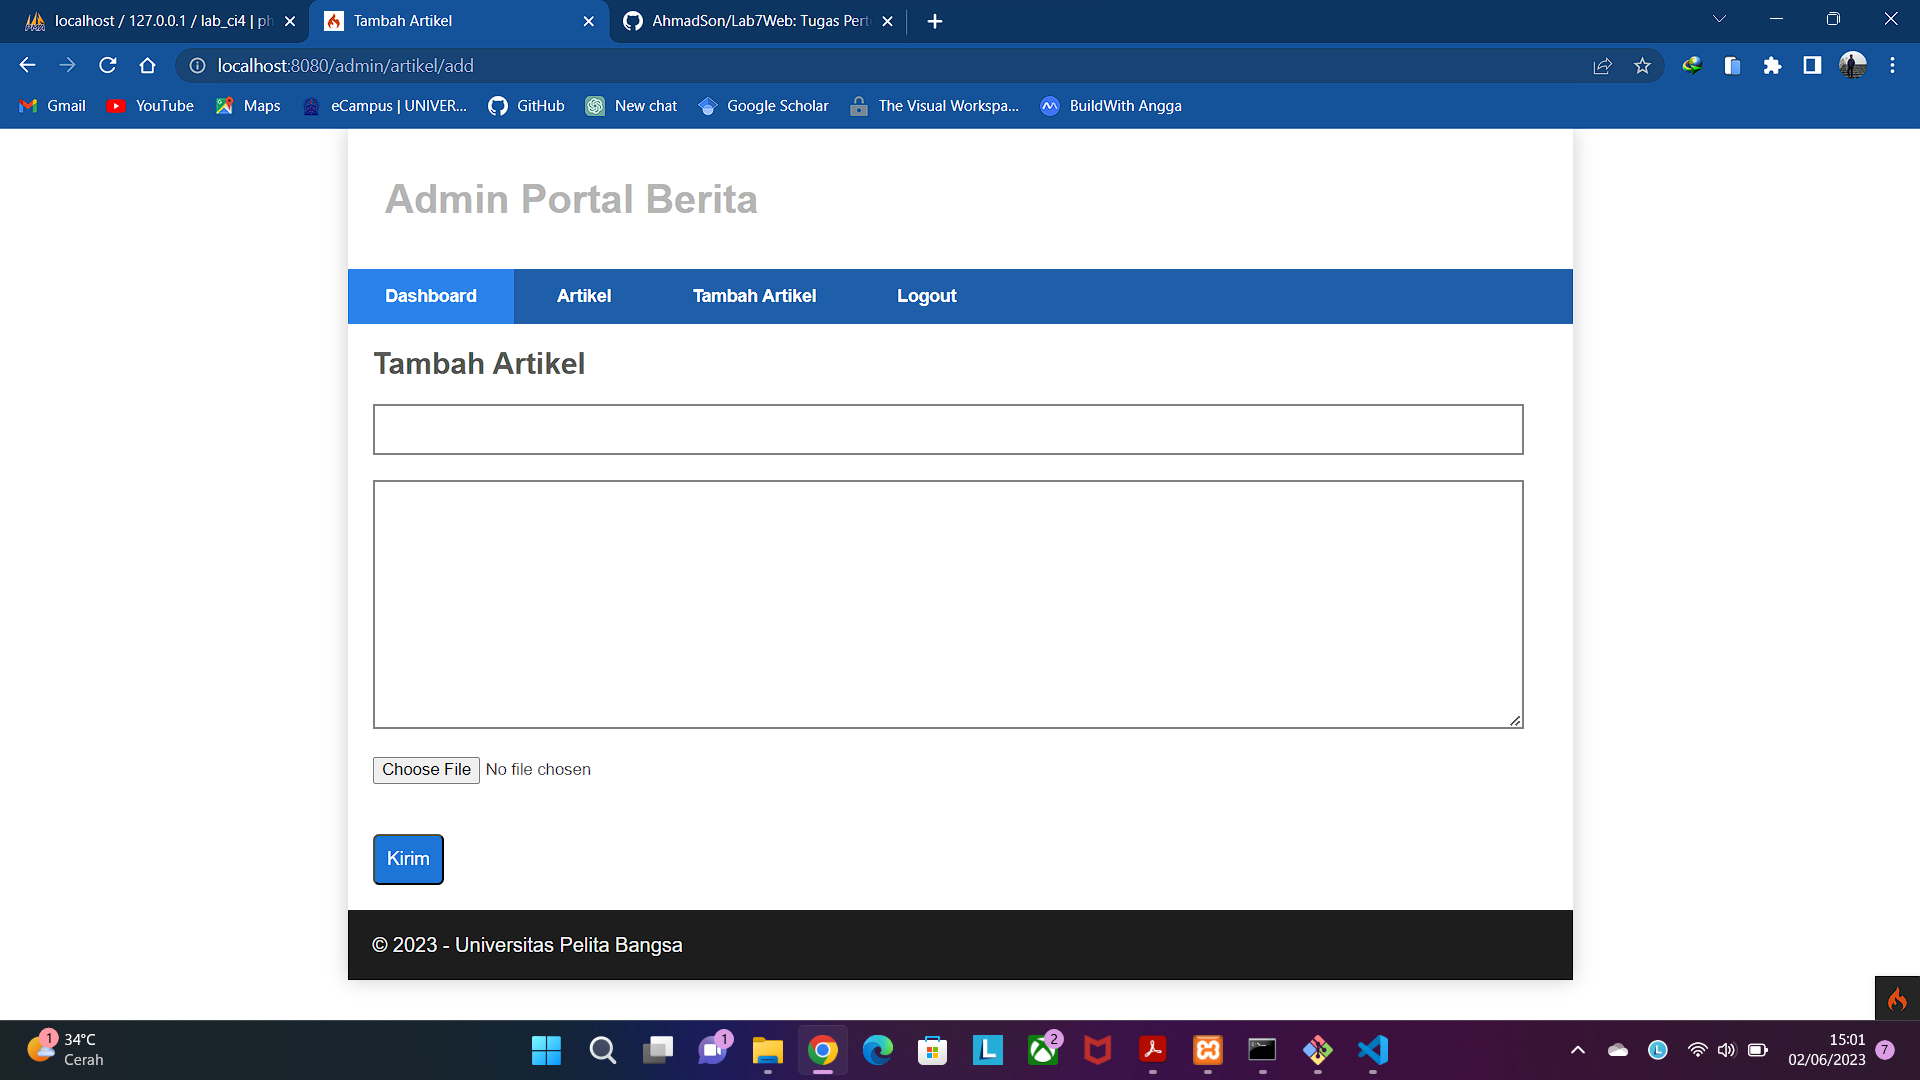 localhost / 127.0.0.1 / lab_ci4 | ph
Tambah Artikel
AhmadSon/Lab7Web: Tugas Pert
localhost:8080/admin/artikel/add
Gmail
YouTube
Maps
eCampus | UNIVER...
GitHub
New chat
Google Scholar
The Visual Workspa...
BuildWith Angga
Admin Portal Berita
Dashboard
Artikel
Tambah Artikel
Logout
Tambah Artikel
Choose File No file chosen
Kirim
© 2023 - Universitas Pelita Bangsa
1
34°C
Cerah
1
L
2
L
15:01
02/06/2023
7